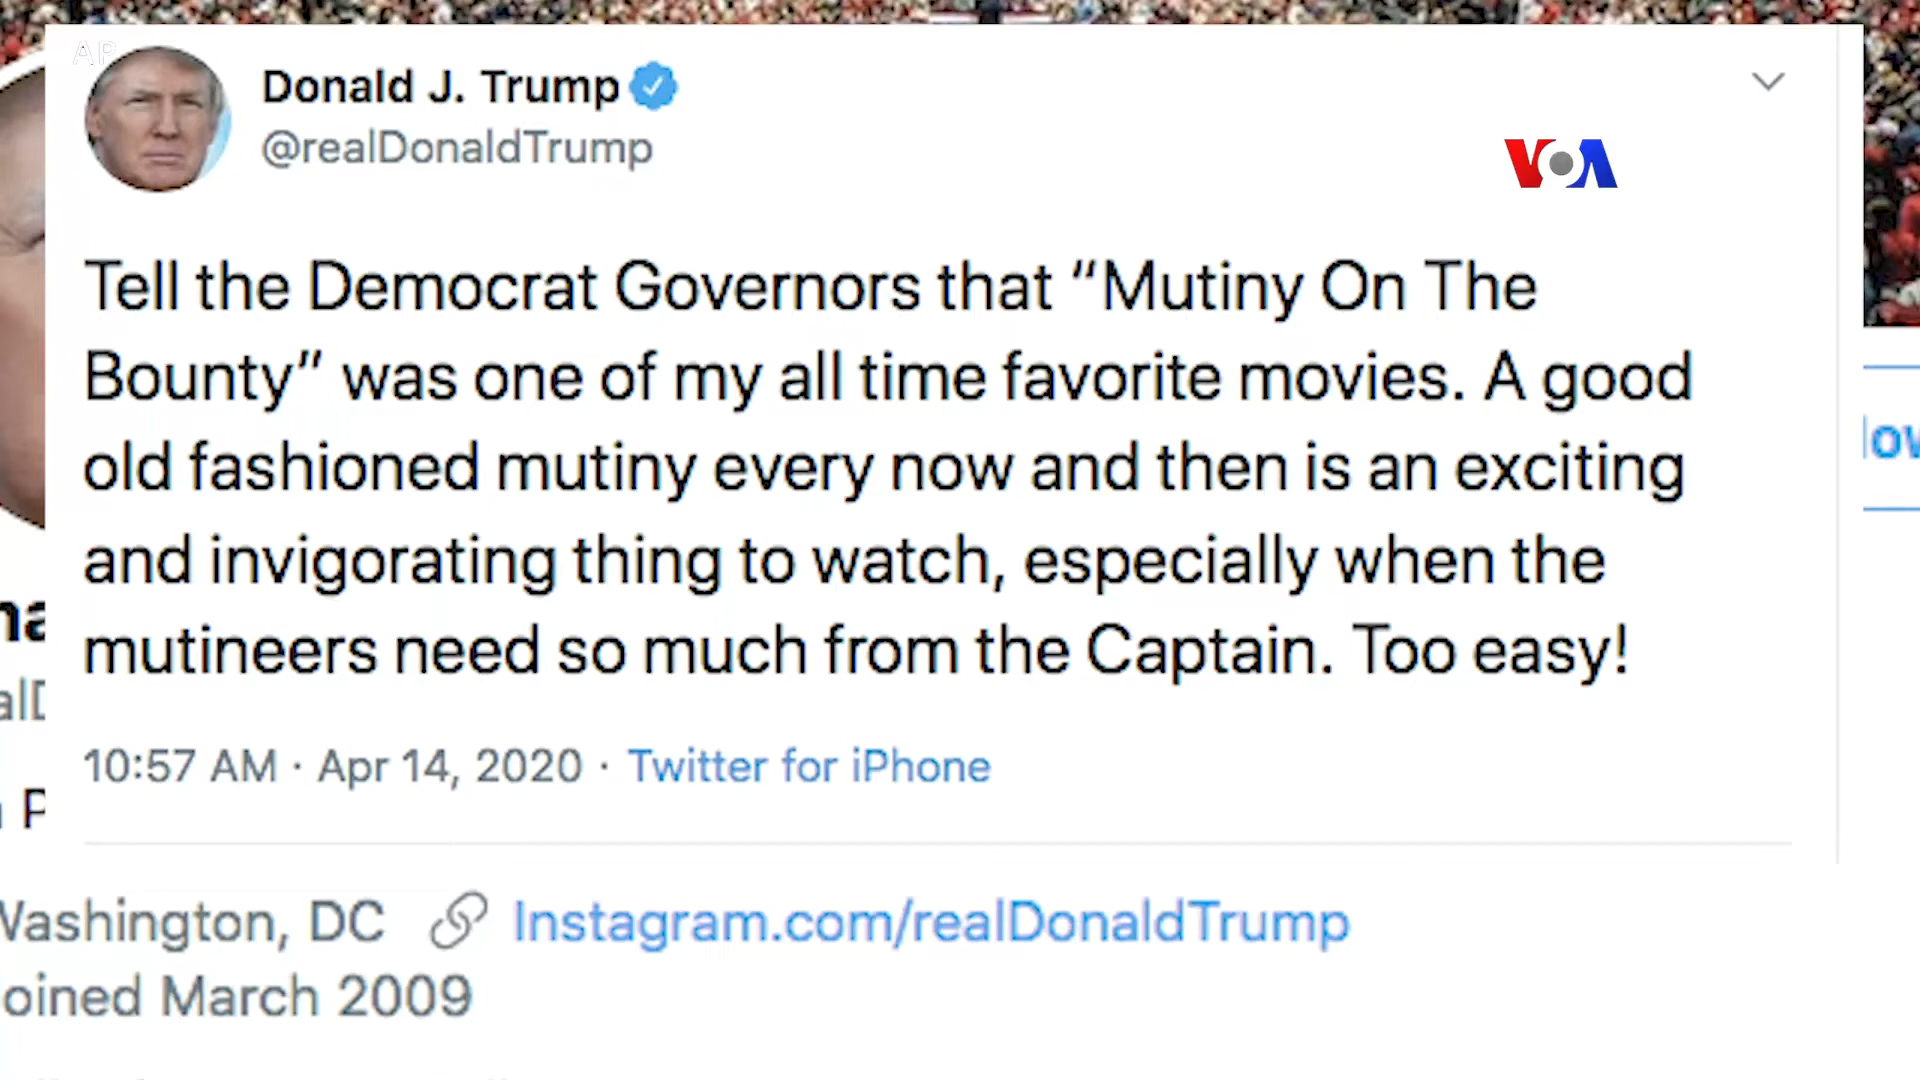 AP
Donald J. Trump
@realDonaldTrump
VOA
Tell the Democrat Governors that “Mutiny On The
Bounty” was one of my all time favorite movies. A good
old fashioned mutiny every now and then is an exciting
and invigorating thing to watch, especially when the
mutineers need so much from the Captain. Too easy!
10:57 AM · Apr 14, 2020 · Twitter for iPhone
Washington, DC Instagram.com/realDonaldTrump
oined March 2009